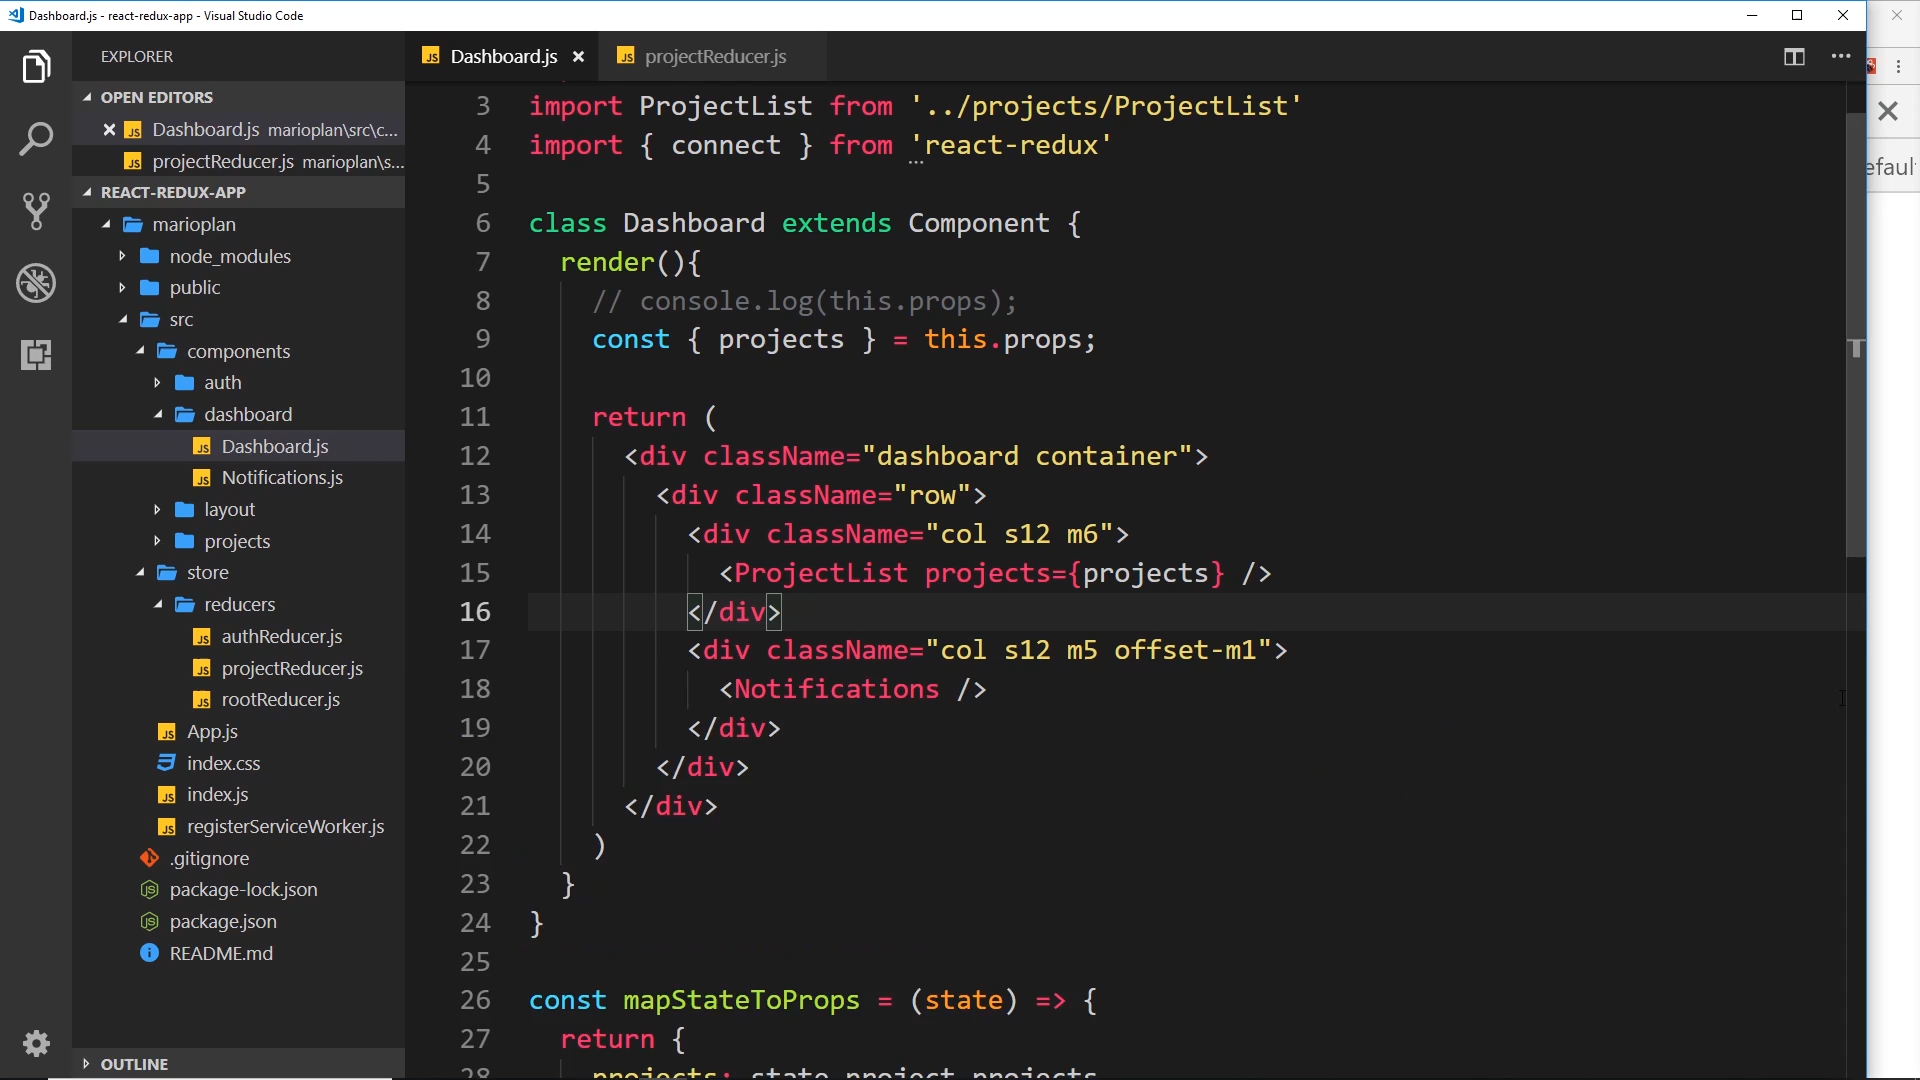 Dashboard.js - react-redux-app - Visual Studio Code
EXPLORER
OPEN EDITORS
Dashboard.js marioplan\src\c...
projectReducer.js marioplan\s...
REACT-REDUX-APP
marioplan
node_modules
public
src
components
auth
dashboard
Dashboard.js
Notifications.js
layout
projects
store
reducers
authReducer.js
projectReducer.js
rootReducer.js
App.js
index.css
index.js
registerServiceWorker.js
.gitignore
package-lock.json
package.json
README.md
OUTLINE
Dashboard.js
projectReducer.js
3 import ProjectList from '../projects/ProjectList'
4 import { connect } from 'react-redux'
5
6 class Dashboard extends Component {
7 render(){
8 // console.log(this.props);
9 const { projects } = this.props;
10
11 return (
12 <div className="dashboard container">
13 <div className="row">
14 <div className="col s12 m6">
15 <ProjectList projects={projects} />
16 </div>
17 <div className="col s12 m5 offset-m1">
18 <Notifications />
19 </div>
20 </div>
21 </div>
22 )
23 }
24 }
25
26 const mapStateToProps = (state) => {
27 return {
28 projects: state.project.projects
efaul